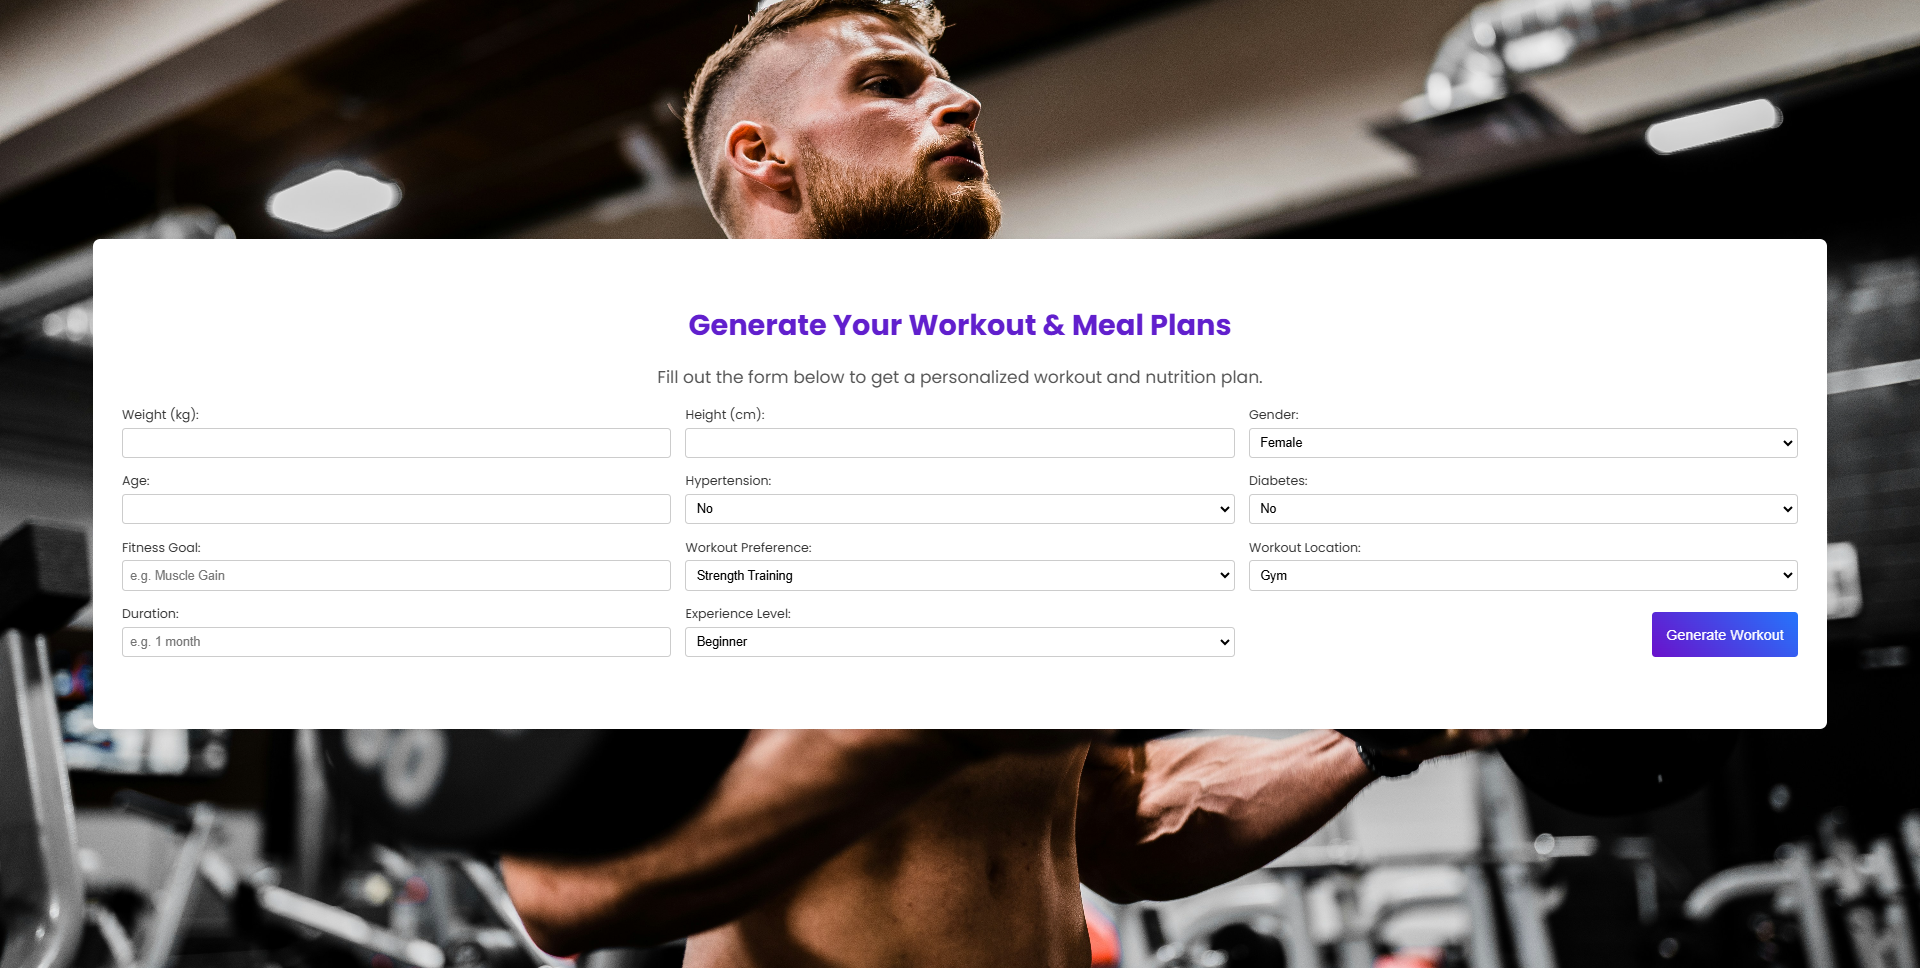 Generate Your Workout & Meal Plans
Fill out the form below to get a personalized workout and nutrition plan.
Weight (kg):
Height (cm):
Gender:
Female
Age:
Hypertension:
No
Diabetes:
No
Fitness Goal:
e.g. Muscle Gain
Workout Preference:
Strength Training
Workout Location:
Gym
Duration:
e.g. 1 month
Experience Level:
Beginner
Generate Workout